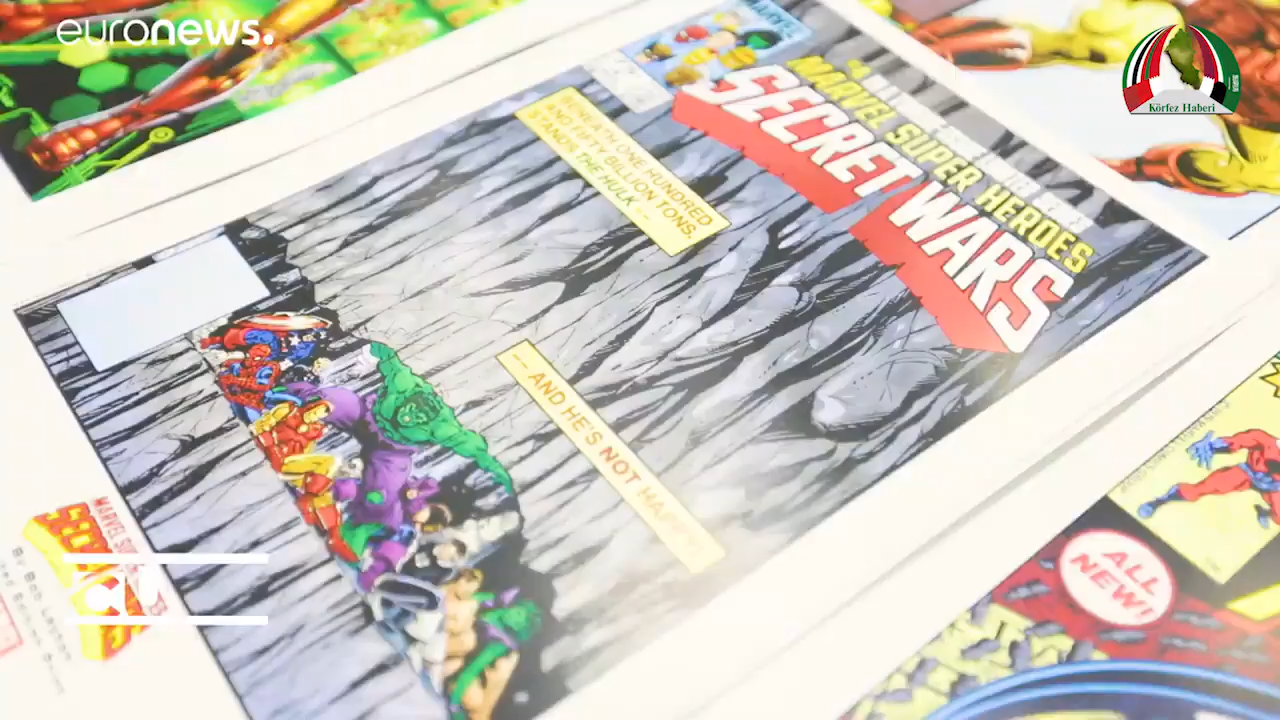 euronews.
Körfez Haberi
MARVEL SUPER HEROES
SECRET WARS
BENEATH ONE HUNDRED
AND FIFTY BILLION TONS,
STANDS THE HULK --
-- AND HE'S NOT HAPPY!
ALL
NEW!
CU